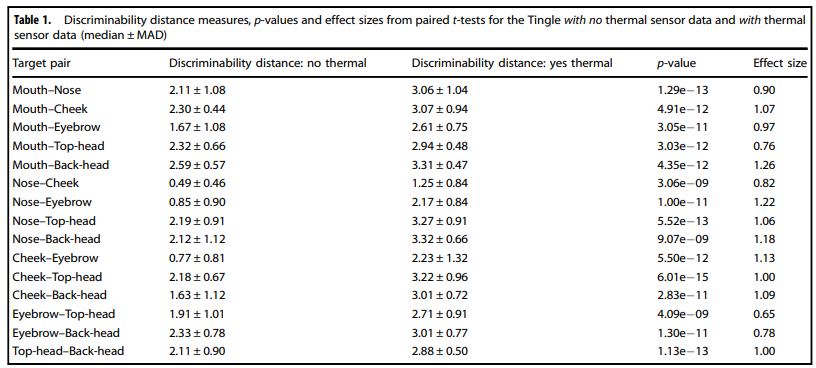 Table 1. Discriminability distance measures, p-values and effect sizes from paired t-tests for the Tingle with no thermal sensor data and with thermal
sensor data (median ± MAD)
Target pair Discriminability distance: no thermal Discriminability distance: yes thermal p-value Effect size
Mouth–Nose 2.11 ± 1.08 3.06 ± 1.04 1.29e−13 0.90
Mouth–Cheek 2.30 ± 0.44 3.07 ± 0.94 4.91e−12 1.07
Mouth–Eyebrow 1.67 ± 1.08 2.61 ± 0.75 3.05e−11 0.97
Mouth–Top-head 2.32 ± 0.66 2.94 ± 0.48 3.03e−12 0.76
Mouth–Back-head 2.59 ± 0.57 3.31 ± 0.47 4.35e−12 1.26
Nose–Cheek 0.49 ± 0.46 1.25 ± 0.84 3.06e−09 0.82
Nose–Eyebrow 0.85 ± 0.90 2.17 ± 0.84 1.00e−11 1.22
Nose–Top-head 2.19 ± 0.91 3.27 ± 0.91 5.52e−13 1.06
Nose–Back-head 2.12 ± 1.12 3.32 ± 0.66 9.07e−09 1.18
Cheek–Eyebrow 0.77 ± 0.81 2.23 ± 1.32 5.50e−12 1.13
Cheek–Top-head 2.18 ± 0.67 3.22 ± 0.96 6.01e−15 1.00
Cheek–Back-head 1.63 ± 1.12 3.01 ± 0.72 2.83e−11 1.09
Eyebrow–Top-head 1.91 ± 1.01 2.71 ± 0.91 4.09e−09 0.65
Eyebrow–Back-head 2.33 ± 0.78 3.01 ± 0.77 1.30e−11 0.78
Top-head–Back-head 2.11 ± 0.90 2.88 ± 0.50 1.13e−13 1.00